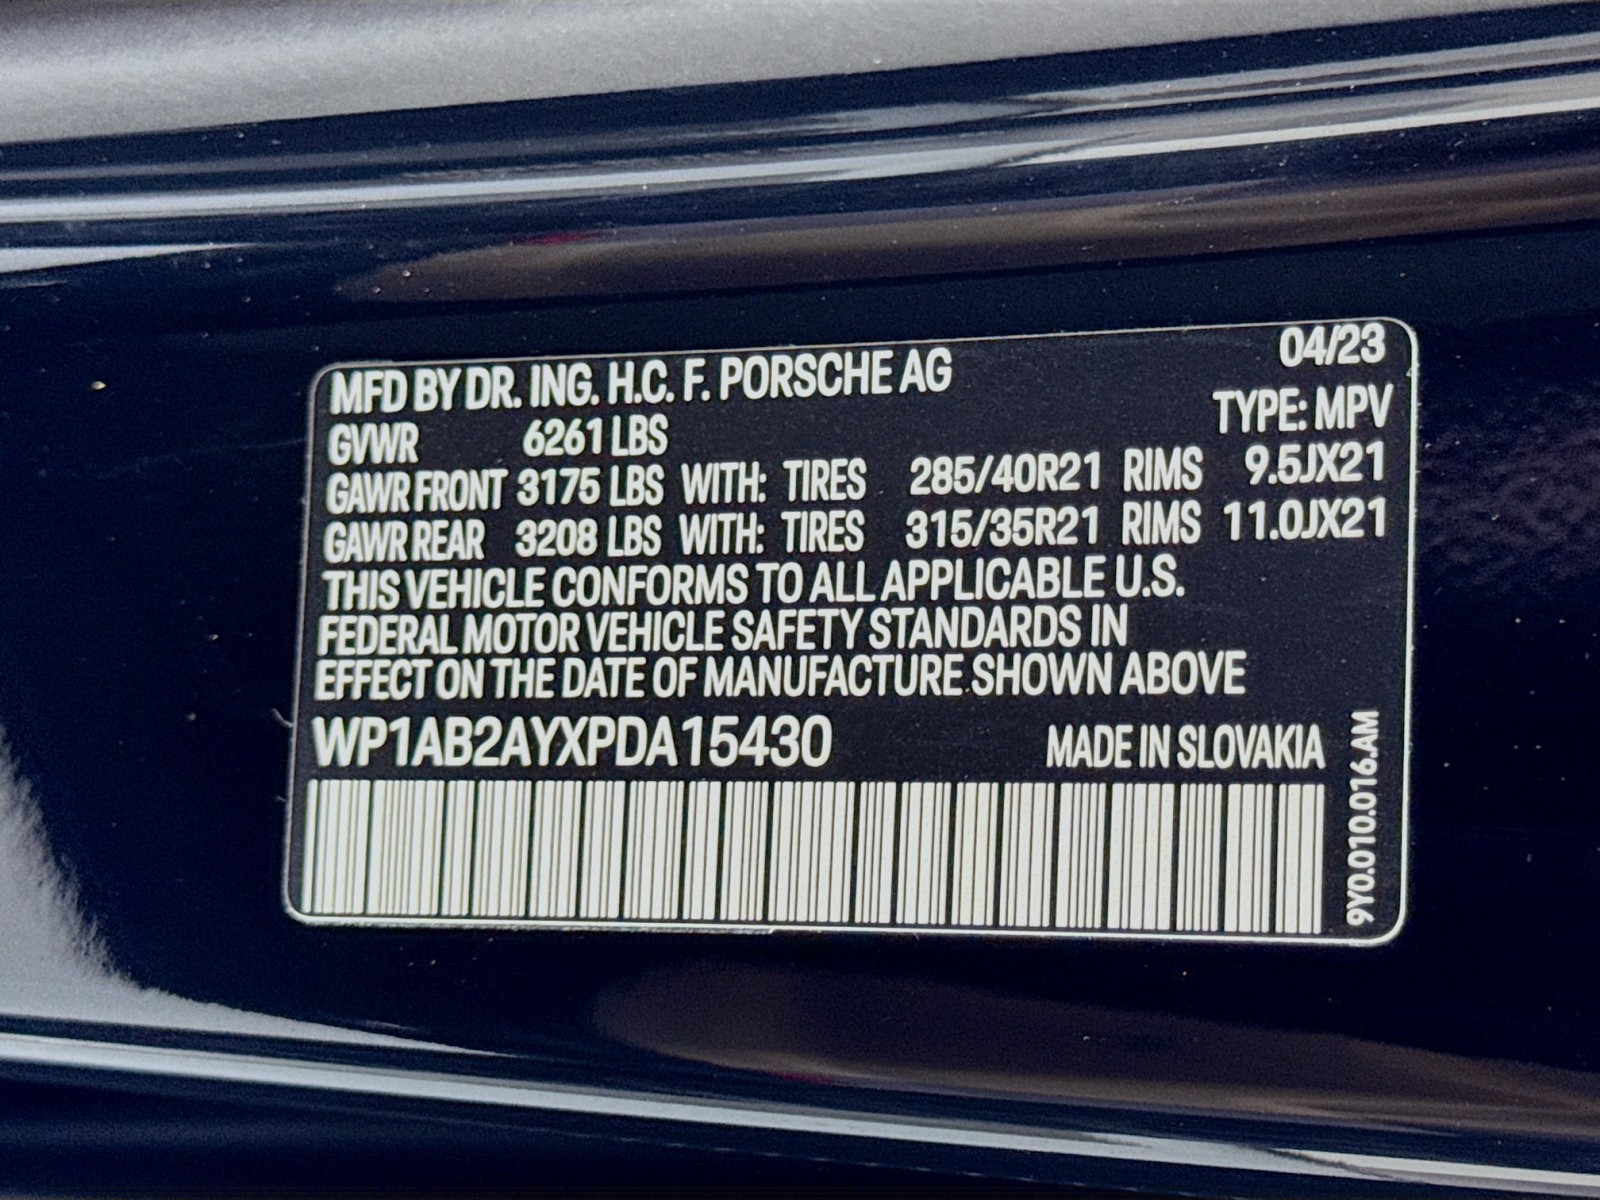 MFD BY DR. ING. H.C. F. PORSCHE AG 04/23
GVWR 6261 LBS TYPE: MPV
GAWR FRONT 3175 LBS WITH: TIRES 285/40R21 RIMS 9.5JX21
GAWR REAR 3208 LBS WITH: TIRES 315/35R21 RIMS 11.0JX21
THIS VEHICLE CONFORMS TO ALL APPLICABLE U.S.
FEDERAL MOTOR VEHICLE SAFETY STANDARDS IN
EFFECT ON THE DATE OF MANUFACTURE SHOWN ABOVE
WP1AB2AYXPDA15430 MADE IN SLOVAKIA
9Y0.010.016.AM